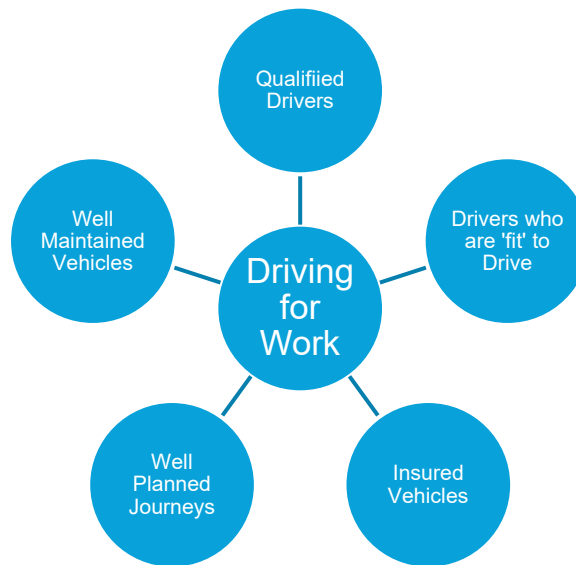 Qualifiied
Drivers
Well
Maintained
Vehicles
Drivers who
are 'fit' to
Drive
Driving
for
Work
Well
Planned
Journeys
Insured
Vehicles